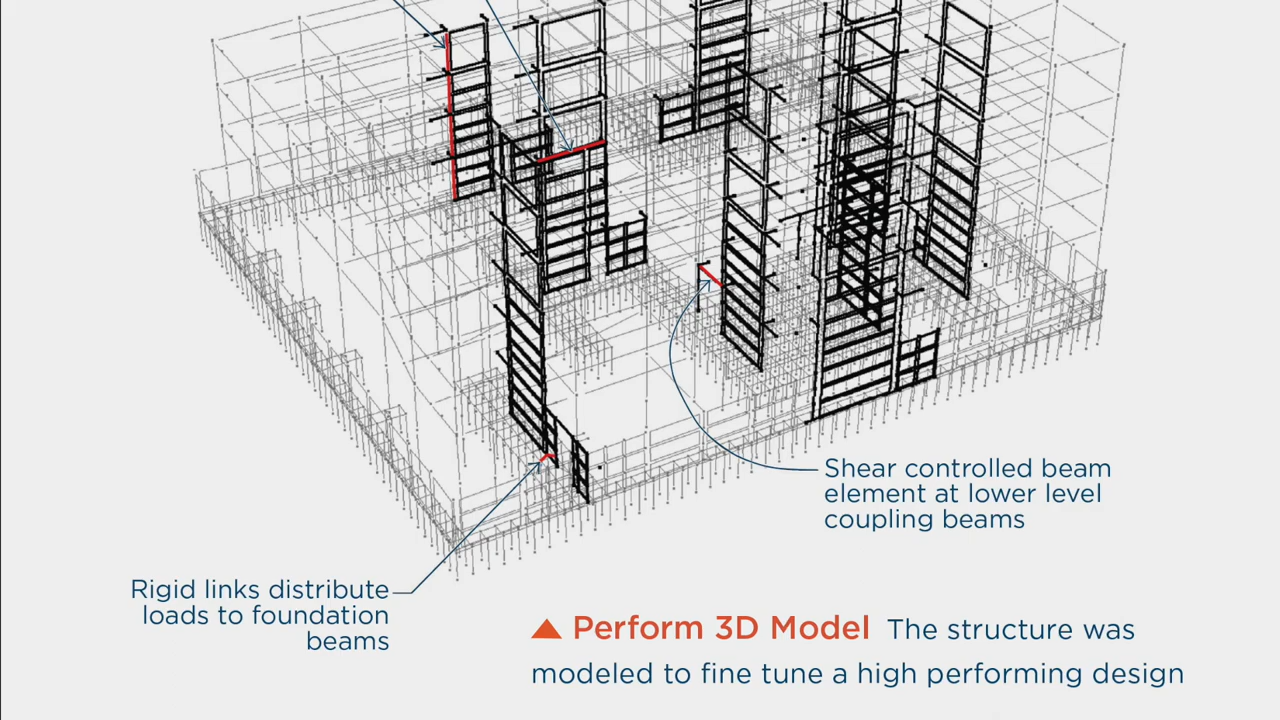 Shear controlled beam
element at lower level
coupling beams
Rigid links distribute
loads to foundation
beams
Perform 3D Model The structure was
modeled to fine tune a high performing design